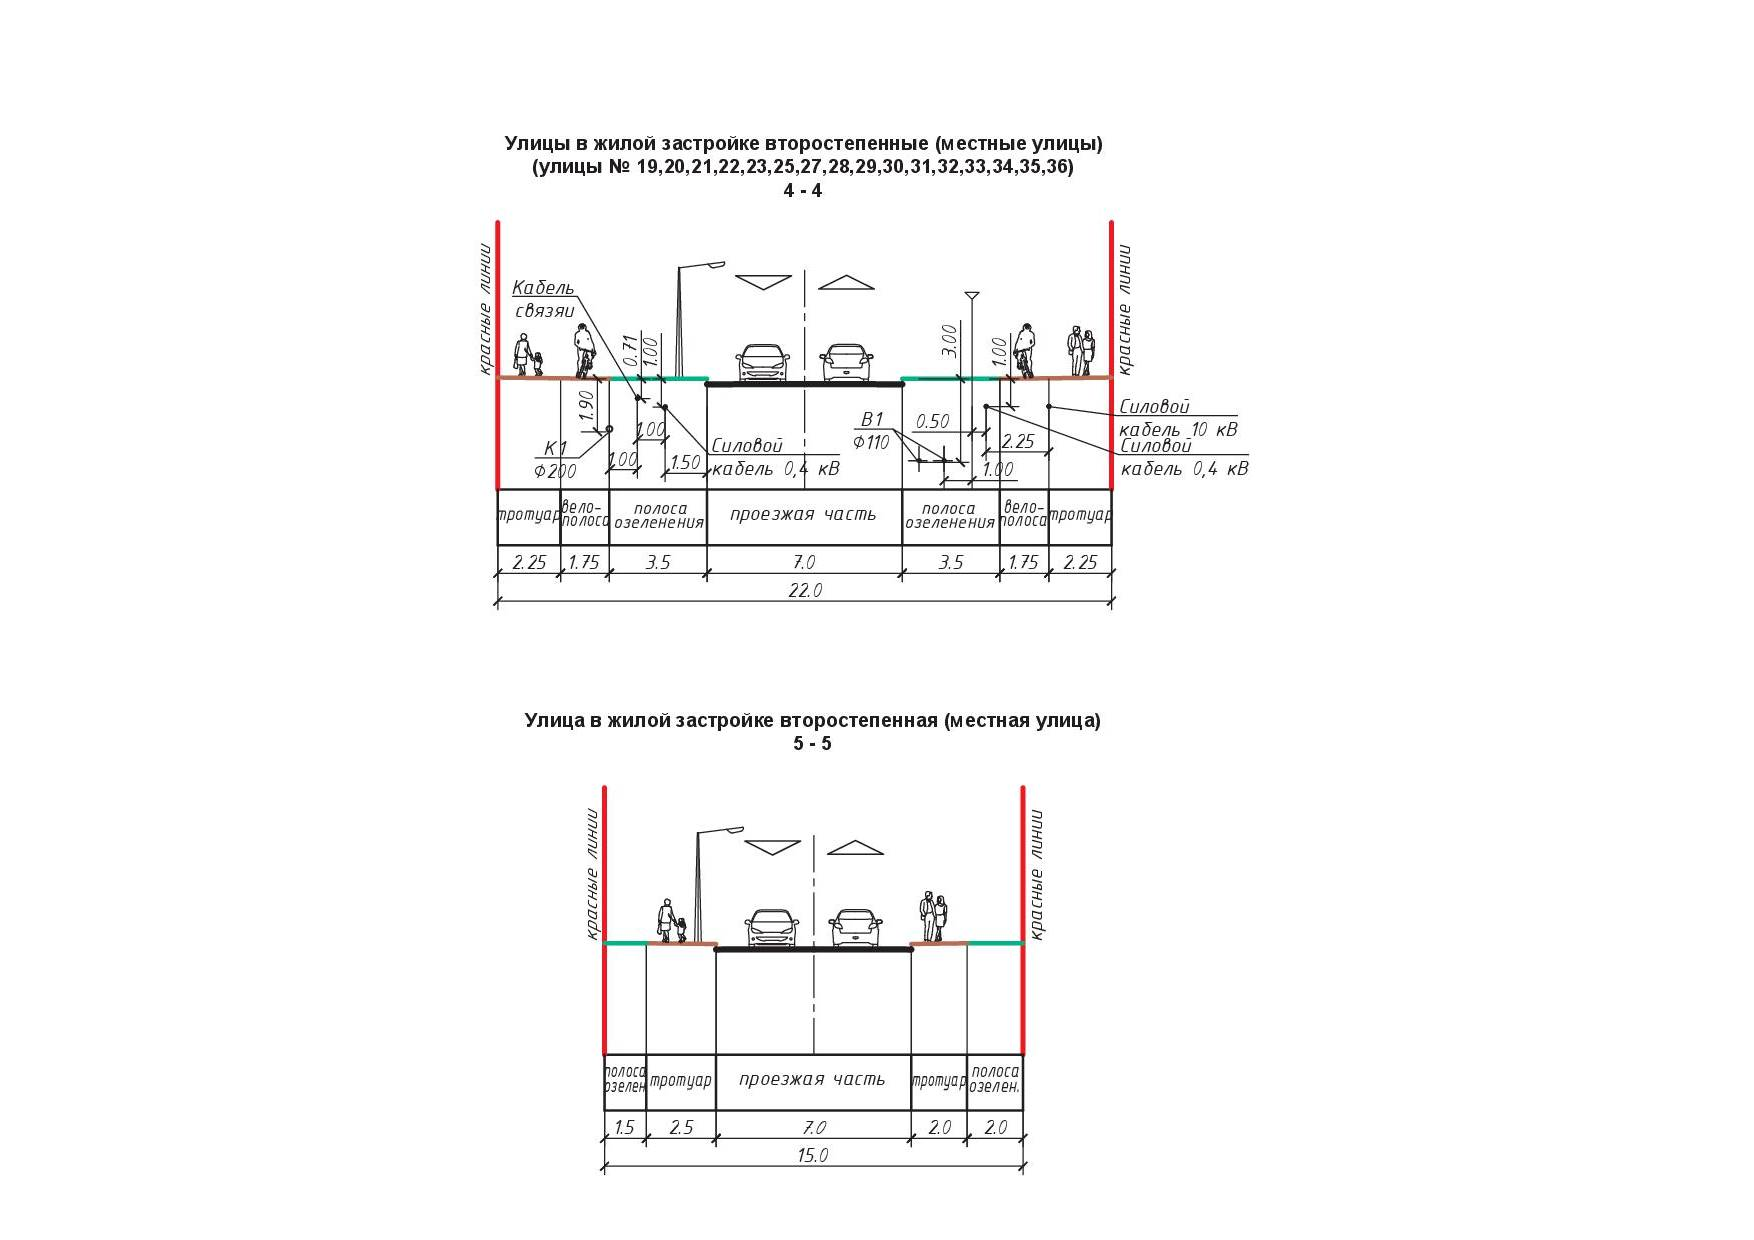 Улицы в жилой застройке второстепенные (местные улицы)
(улицы № 19,20,21,22,23,25,27,28,29,30,31,32,33,34,35,36)
4 - 4
красные линии
красные линии
Кабель
связяи
0.71
1.00
3.00
1.00
1.90
К1
Ф200
1.00
1.00
1.50
Силовой
кабель 0,4 кВ
В1
Ф110
0.50
2.25
1.00
Силовой
кабель 10 кВ
Силовой
кабель 0,4 кВ
тротуар
вело-
полоса
полоса
озеленения
проезжая часть
полоса
озеленения
вело-
полоса
тротуар
2.25 1.75 3.5 7.0 3.5 1.75 2.25
22.0
Улица в жилой застройке второстепенная (местная улица)
5 - 5
красные линии
красные линии
полоса
озелен.
тротуар
проезжая часть
тротуар
полоса
озелен.
1.5 2.5 7.0 2.0 2.0
15.0